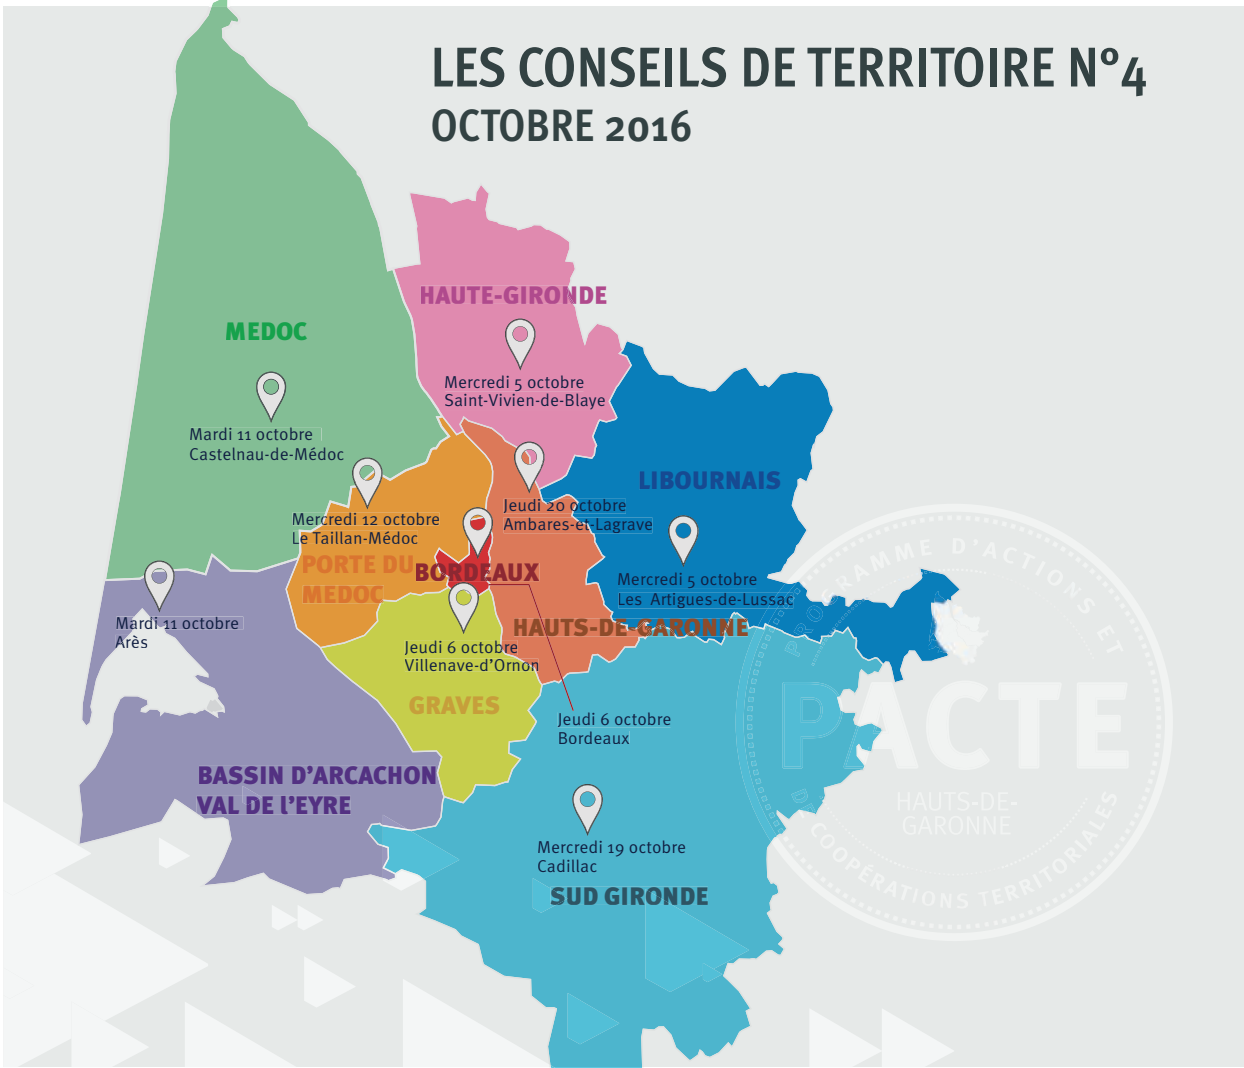 LES CONSEILS DE TERRITOIRE N°4
OCTOBRE 2016
HAUTE-GIRONDE
MEDOC
Mercredi 5 octobre
Saint-Vivien-de-Blaye
Mardi 11 octobre
Castelnau-de-Médoc
LIBOURNAIS
Jeudi 20 octobre
Ambares-et-Lagrave
Mercredi 12 octobre
Le Taillan-Médoc
PORTE DU
MEDOC
BORDEAUX
Mercredi 5 octobre
Les Artigues-de-Lussac
Mardi 11 octobre
Arès
HAUTS-DE-GARONNE
Jeudi 6 octobre
Villenave-d'Ornon
GRAVES
Jeudi 6 octobre
Bordeaux
BASSIN D'ARCACHON
VAL DE l'EYRE
Mercredi 19 octobre
Cadillac
SUD GIRONDE
PROGRAMME D'ACTIONS ET
PACTE
HAUTS-DE-
GARONNE
DE COOPÉRATIONS TERRITORIALES